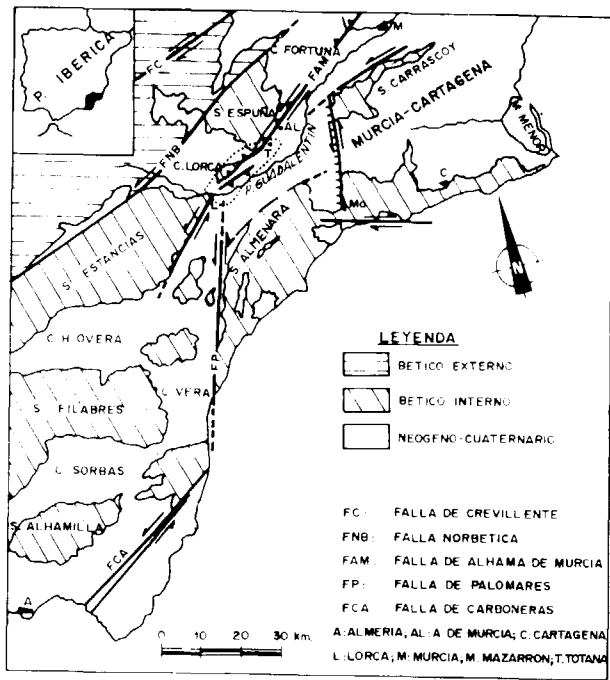 P. IBERICA
FC
C. FORTUNA
FAM
M
S. ESPUÑA
S. CARRASCOY
AL
MURCIA-CARTAGENA
M. MENOR
FNB
C. LORCA
T
R. GUADALENTIN
L
C
Mo
S. ALMENARA
S. ESTANCIAS
N
C. H. OVERA
FP
C. VERA
S. FILABRES
C. SORBAS
S. ALHAMILLA
FCA
A
0 10 20 30 km.
LEYENDA
BETICO EXTERNO
BETICO INTERNO
NEOGENO-CUATERNARIO
FC: FALLA DE CREVILLENTE
FNB: FALLA NORBETICA
FAM: FALLA DE ALHAMA DE MURCIA
FP: FALLA DE PALOMARES
FCA FALLA DE CARBONERAS
A:ALMERIA, AL:A DE MURCIA; C:CARTAGENA
L:LORCA; M:MURCIA, M.MAZARRON; T.TOTANA